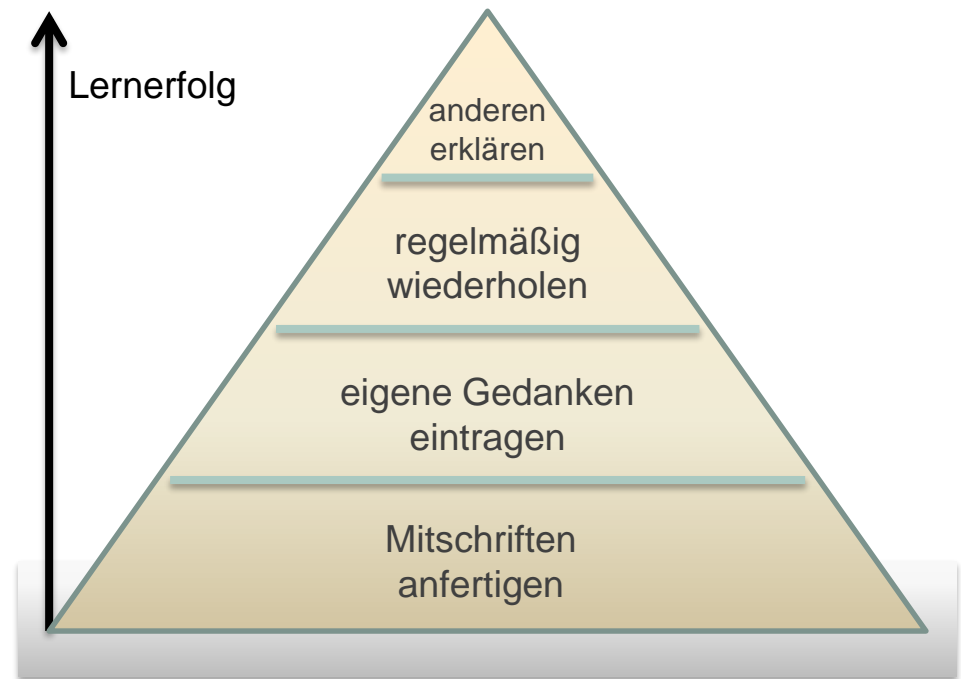 Lernerfolg
anderen
erklären
regelmäßig
wiederholen
eigene Gedanken
eintragen
Mitschriften
anfertigen